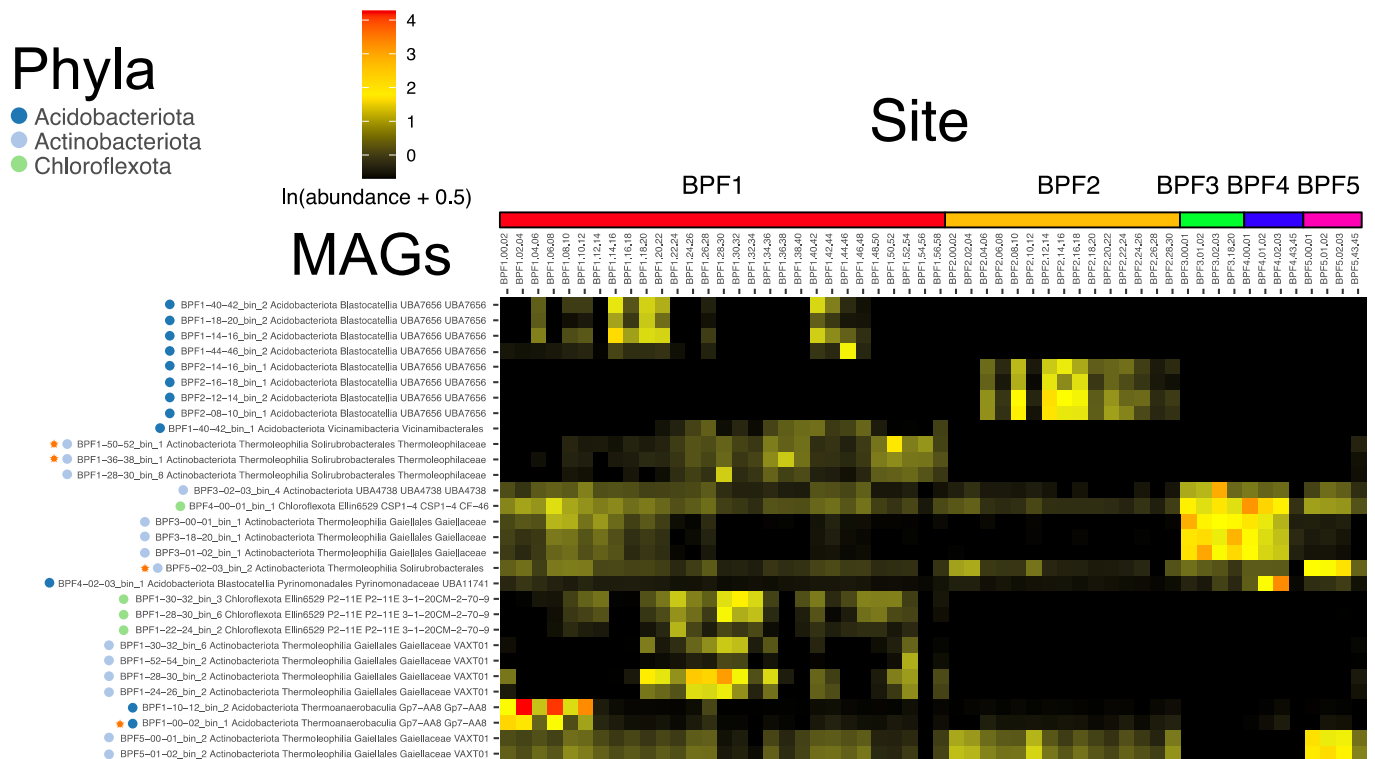 Phyla
Acidobacteriota
Actinobacteriota
Chloroflexota
4
3
2
1
0
ln(abundance + 0.5)
MAGs
Site
BPF1
BPF2
BPF3
BPF4
BPF5
BPF1.00,02
BPF1.02,04
BPF1.04,06
BPF1.06,08
BPF1.08,10
BPF1.10,12
BPF1.12,14
BPF1.14,16
BPF1.16,18
BPF1.18,20
BPF1.20,22
BPF1.22,24
BPF1.24,26
BPF1.26,28
BPF1.28,30
BPF1.30,32
BPF1.32,34
BPF1.34,36
BPF1.36,38
BPF1.38,40
BPF1.40,42
BPF1.42,44
BPF1.44,46
BPF1.46,48
BPF1.48,50
BPF1.50,52
BPF1.52,54
BPF1.54,56
BPF1.56,58
BPF2.00,02
BPF2.02,04
BPF2.04,06
BPF2.06,08
BPF2.08,10
BPF2.10,12
BPF2.12,14
BPF2.14,16
BPF2.16,18
BPF2.18,20
BPF2.20,22
BPF2.22,24
BPF2.24,26
BPF2.26,28
BPF2.28,30
BPF3.00,01
BPF3.01,02
BPF3.02,03
BPF3.18,20
BPF4.00,01
BPF4.01,02
BPF4.02,03
BPF4.43,45
BPF5.00,01
BPF5.01,02
BPF5.02,03
BPF5.43,45
BPF1−40−42_bin_2 Acidobacteriota Blastocatellia UBA7656 UBA7656
BPF1−18−20_bin_2 Acidobacteriota Blastocatellia UBA7656 UBA7656
BPF1−14−16_bin_2 Acidobacteriota Blastocatellia UBA7656 UBA7656
BPF1−44−46_bin_2 Acidobacteriota Blastocatellia UBA7656 UBA7656
BPF2−14−16_bin_1 Acidobacteriota Blastocatellia UBA7656 UBA7656
BPF2−16−18_bin_1 Acidobacteriota Blastocatellia UBA7656 UBA7656
BPF2−12−14_bin_2 Acidobacteriota Blastocatellia UBA7656 UBA7656
BPF2−08−10_bin_1 Acidobacteriota Blastocatellia UBA7656 UBA7656
BPF1−40−42_bin_1 Acidobacteriota Vicinamibacteria Vicinamibacterales
BPF1−50−52_bin_1 Actinobacteriota Thermoleophilia Solirubrobacterales Thermoleophilaceae
BPF1−36−38_bin_1 Actinobacteriota Thermoleophilia Solirubrobacterales Thermoleophilaceae
BPF1−28−30_bin_8 Actinobacteriota Thermoleophilia Solirubrobacterales Thermoleophilaceae
BPF3−02−03_bin_4 Actinobacteriota UBA4738 UBA4738 UBA4738
BPF4−00−01_bin_1 Chloroflexota Ellin6529 CSP1−4 CSP1−4 CF−46
BPF3−00−01_bin_1 Actinobacteriota Thermoleophilia Gaiellales Gaiellaceae
BPF3−18−20_bin_1 Actinobacteriota Thermoleophilia Gaiellales Gaiellaceae
BPF3−01−02_bin_1 Actinobacteriota Thermoleophilia Gaiellales Gaiellaceae
BPF5−02−03_bin_2 Actinobacteriota Thermoleophilia Solirubrobacterales
BPF4−02−03_bin_1 Acidobacteriota Blastocatellia Pyrinomonadales Pyrinomonadaceae UBA11741
BPF1−30−32_bin_3 Chloroflexota Ellin6529 P2−11E P2−11E 3−1−20CM−2−70−9
BPF1−28−30_bin_6 Chloroflexota Ellin6529 P2−11E P2−11E 3−1−20CM−2−70−9
BPF1−22−24_bin_2 Chloroflexota Ellin6529 P2−11E P2−11E 3−1−20CM−2−70−9
BPF1−30−32_bin_6 Actinobacteriota Thermoleophilia Gaiellales Gaiellaceae VAXT01
BPF1−52−54_bin_2 Actinobacteriota Thermoleophilia Gaiellales Gaiellaceae VAXT01
BPF1−28−30_bin_2 Actinobacteriota Thermoleophilia Gaiellales Gaiellaceae VAXT01
BPF1−24−26_bin_2 Actinobacteriota Thermoleophilia Gaiellales Gaiellaceae VAXT01
BPF1−10−12_bin_2 Acidobacteriota Thermoanaerobaculia Gp7−AA8 Gp7−AA8
BPF1−00−02_bin_1 Acidobacteriota Thermoanaerobaculia Gp7−AA8 Gp7−AA8
BPF5−00−01_bin_2 Actinobacteriota Thermoleophilia Gaiellales Gaiellaceae VAXT01
BPF5−01−02_bin_2 Actinobacteriota Thermoleophilia Gaiellales Gaiellaceae VAXT01